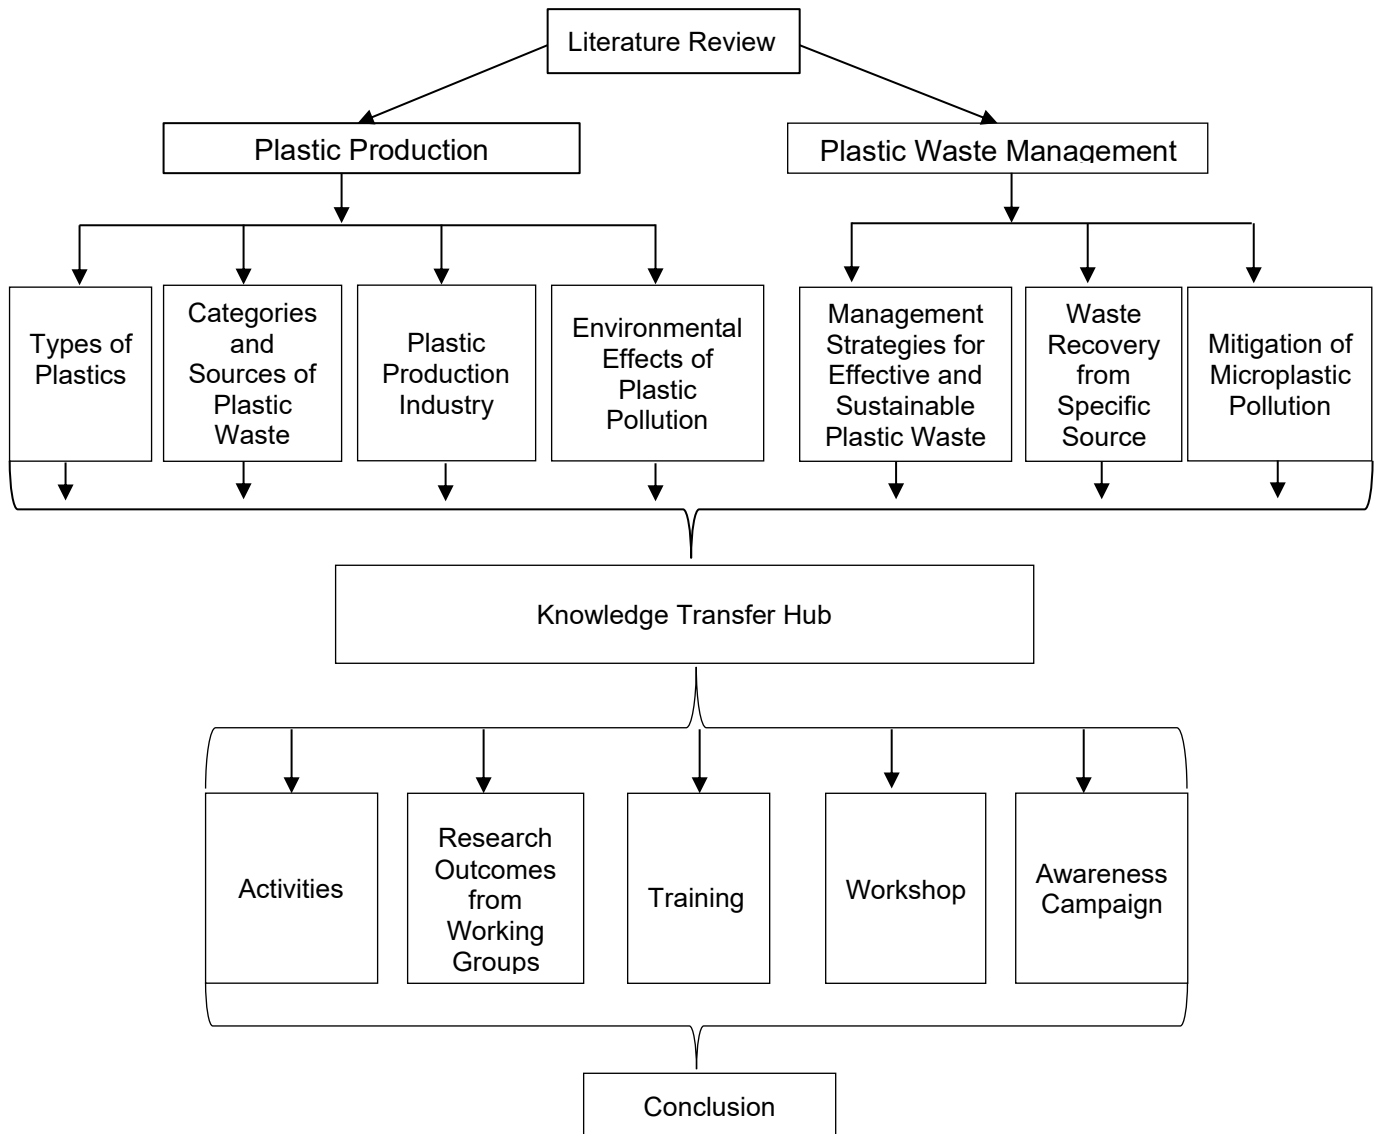 Literature Review
Plastic Production
Plastic Waste Management
Types of
Plastics
Categories
and
Sources of
Plastic
Waste
Plastic
Production
Industry
Environmental
Effects of
Plastic
Pollution
Management
Strategies for
Effective and
Sustainable
Plastic Waste
Waste
Recovery
from
Specific
Source
Mitigation of
Microplastic
Pollution
Knowledge Transfer Hub
Activities
Research
Outcomes
from
Working
Groups
Training
Workshop
Awareness
Campaign
Conclusion